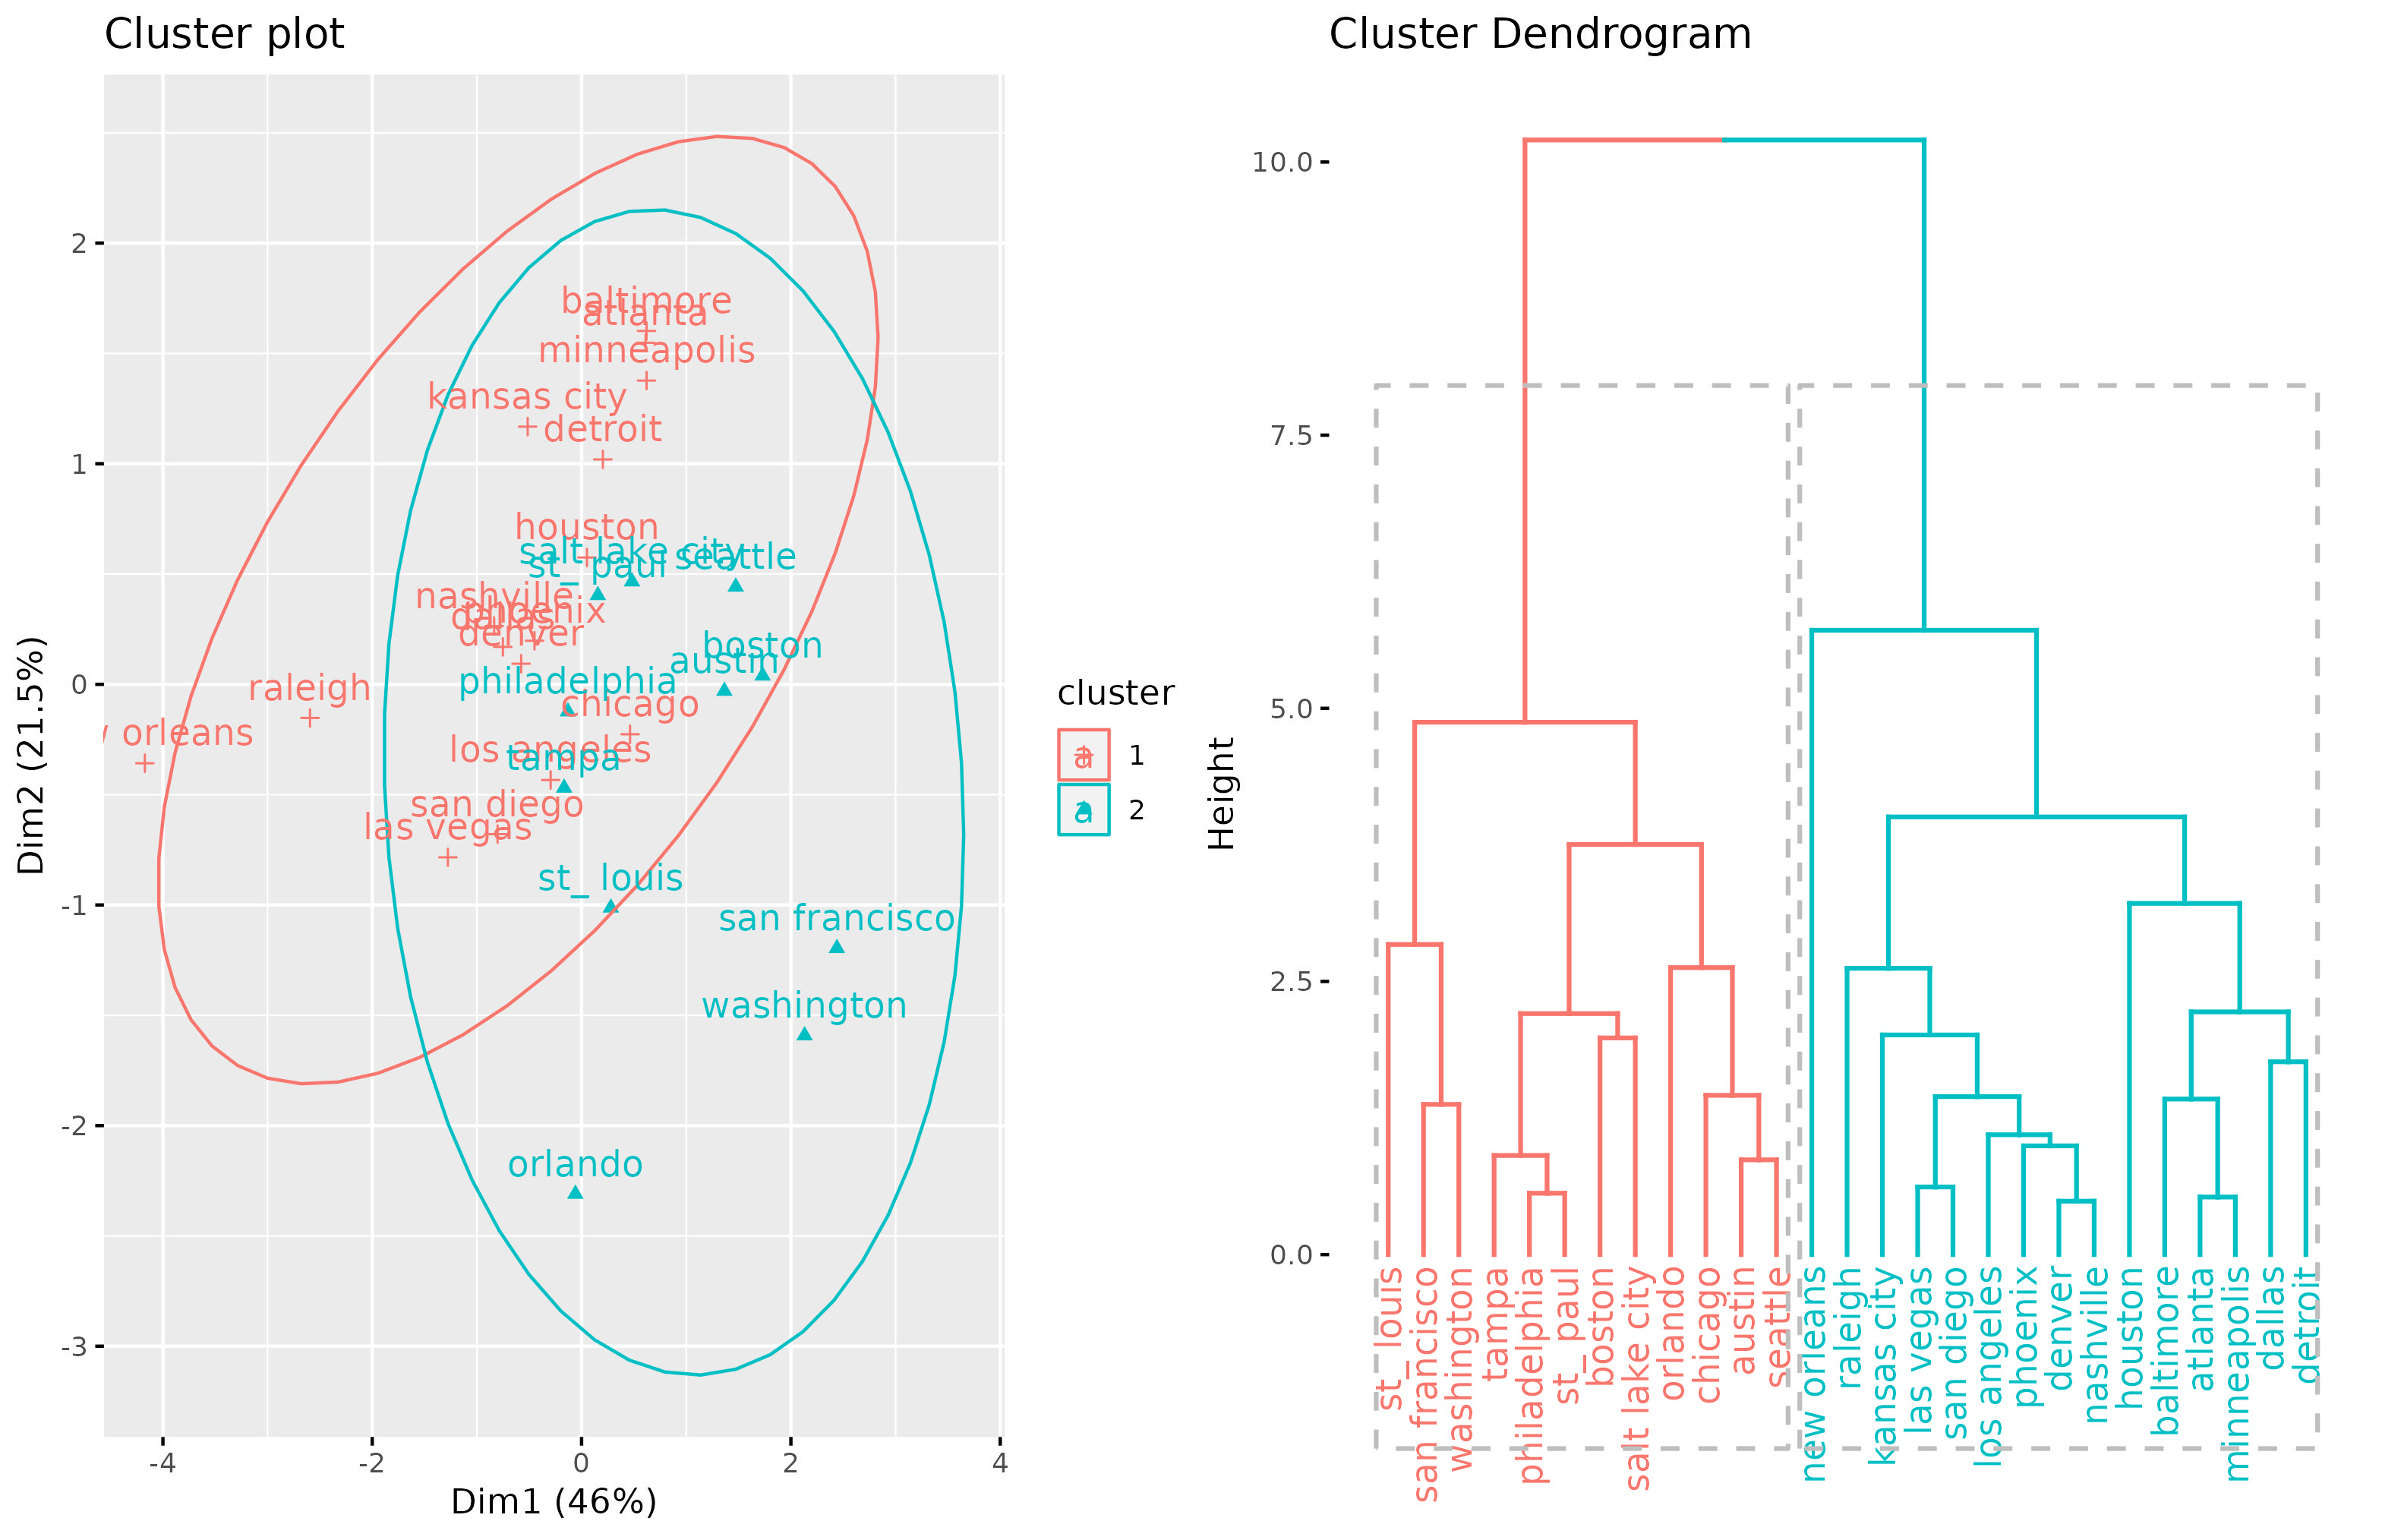 Cluster plot
baltimore
atlanta
minneapolis
kansas city
detroit
houston
salt lake city
seattle
st_ paul
nashville
phoenix
dallas
denver
boston
austin
philadelphia
raleigh
chicago
w orleans
los angeles
tampa
san diego
las vegas
st_ louis
san francisco
washington
orlando
2
1
0
-1
-2
-3
-4
-2
0
2
4
Dim1 (46%)
Dim2 (21.5%)
cluster
a 1
a 2
Cluster Dendrogram
10.0
7.5
5.0
2.5
0.0
Height
st_ louis
san francisco
washington
tampa
philadelphia
st_ paul
boston
salt lake city
orlando
chicago
austin
seattle
new orleans
raleigh
kansas city
las vegas
san diego
los angeles
phoenix
denver
nashville
houston
baltimore
atlanta
minneapolis
dallas
detroit